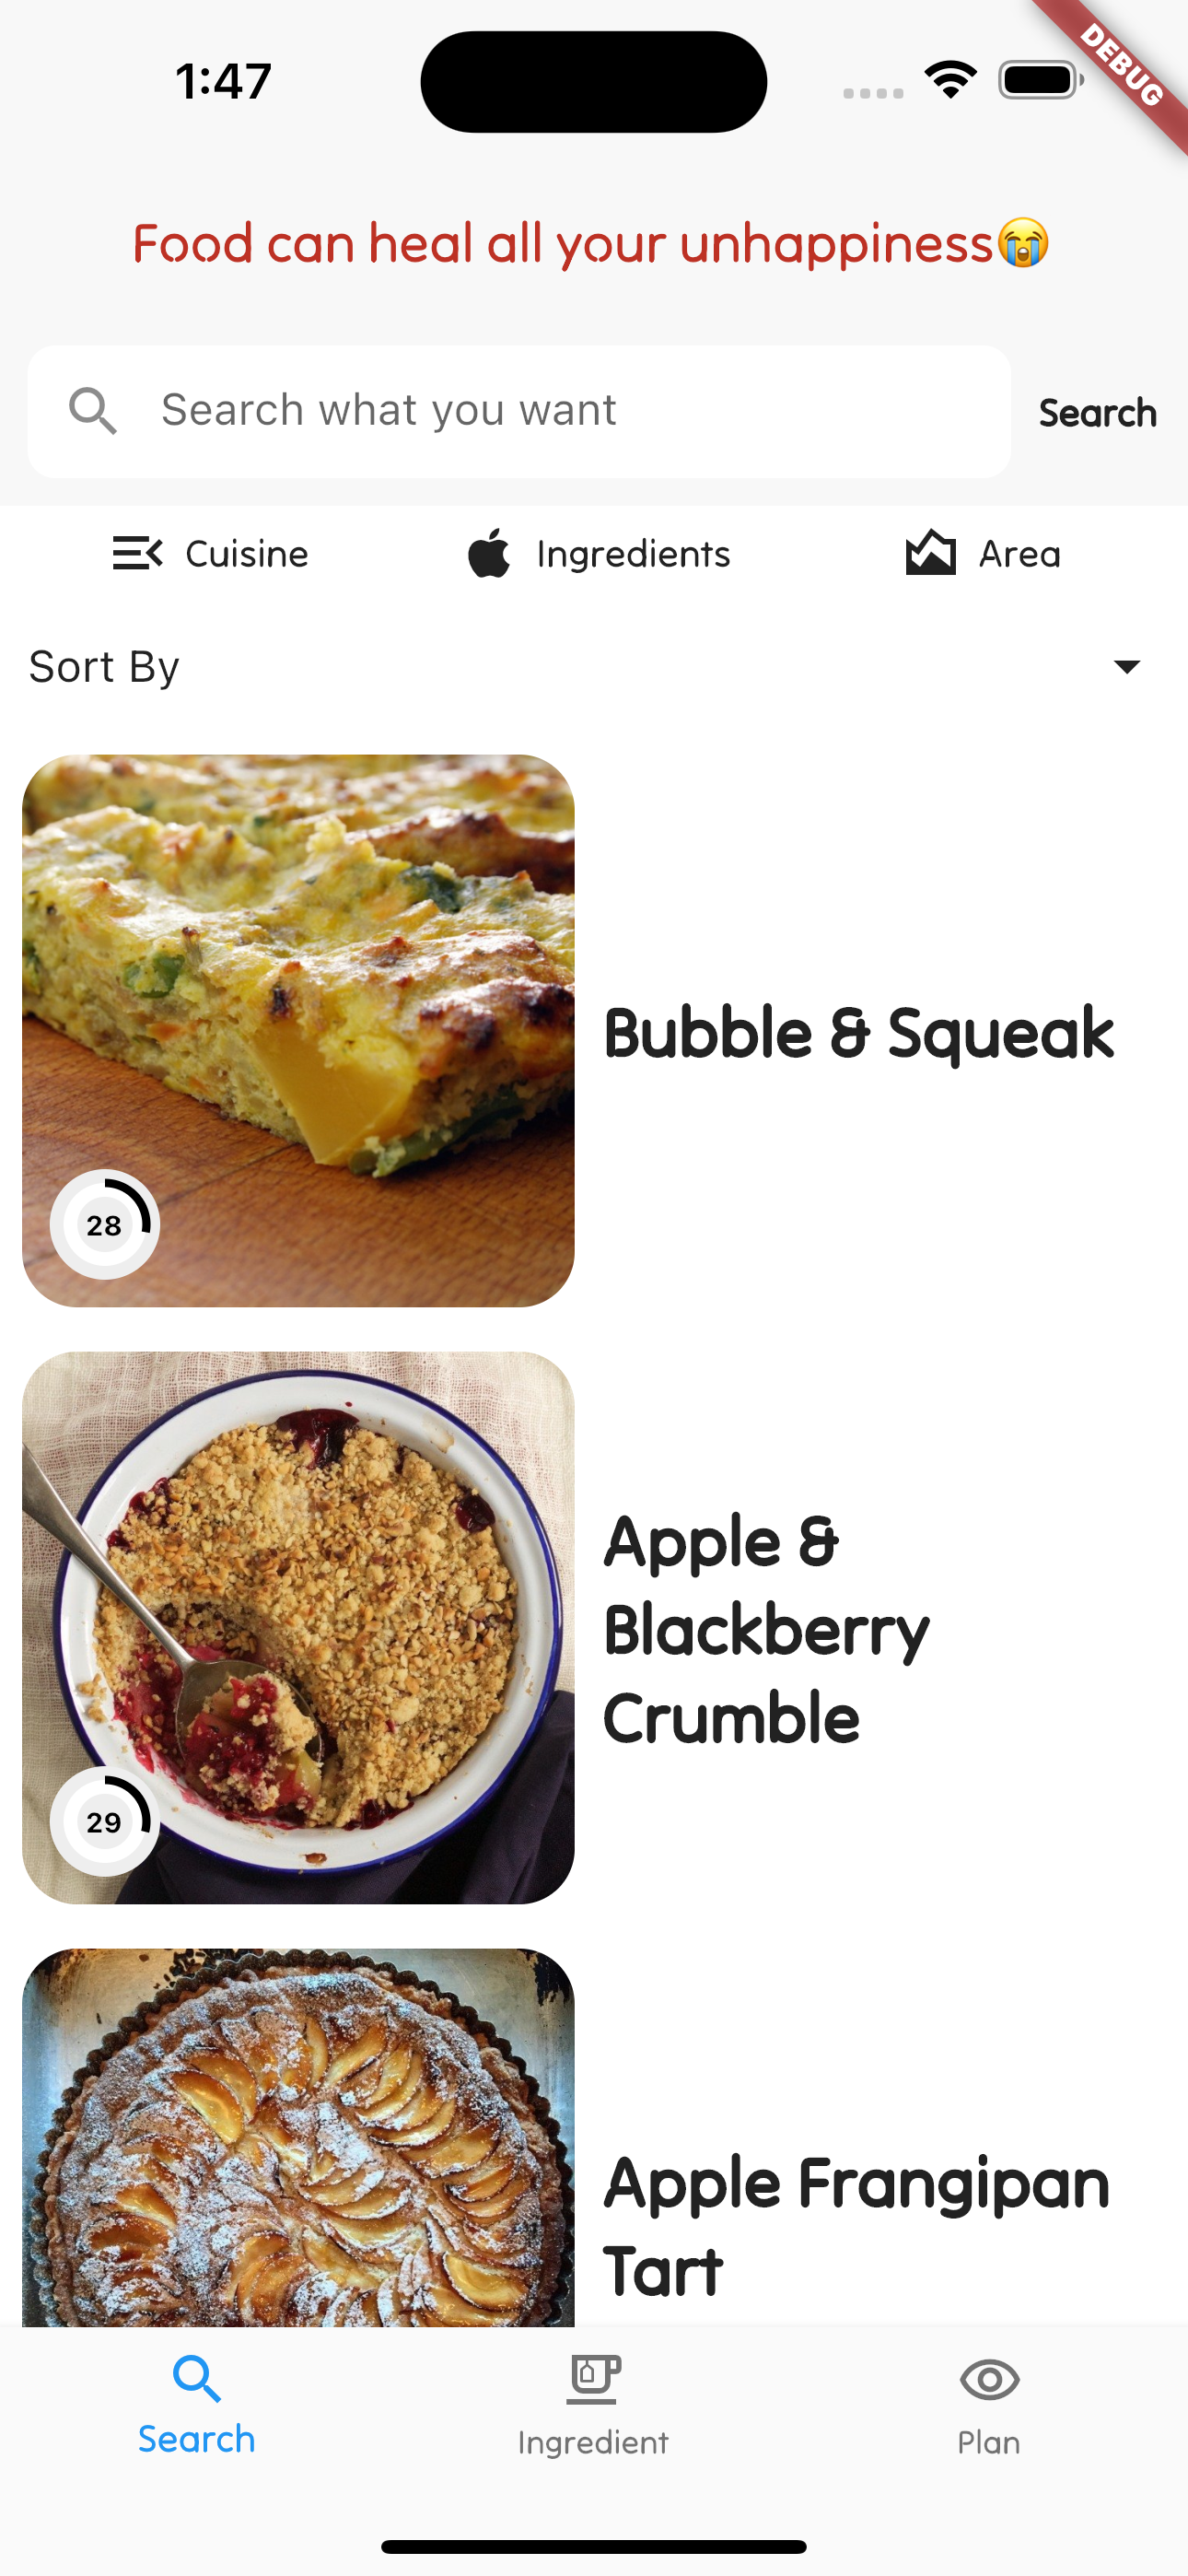 1:47
DEBUG
Food can heal all your unhappiness😭
Search what you want
Search
Cuisine
Ingredients
Area
Sort By
Bubble & Squeak
28
Apple &
Blackberry
Crumble
29
Apple Frangipan
Tart
Search
Ingredient
Plan